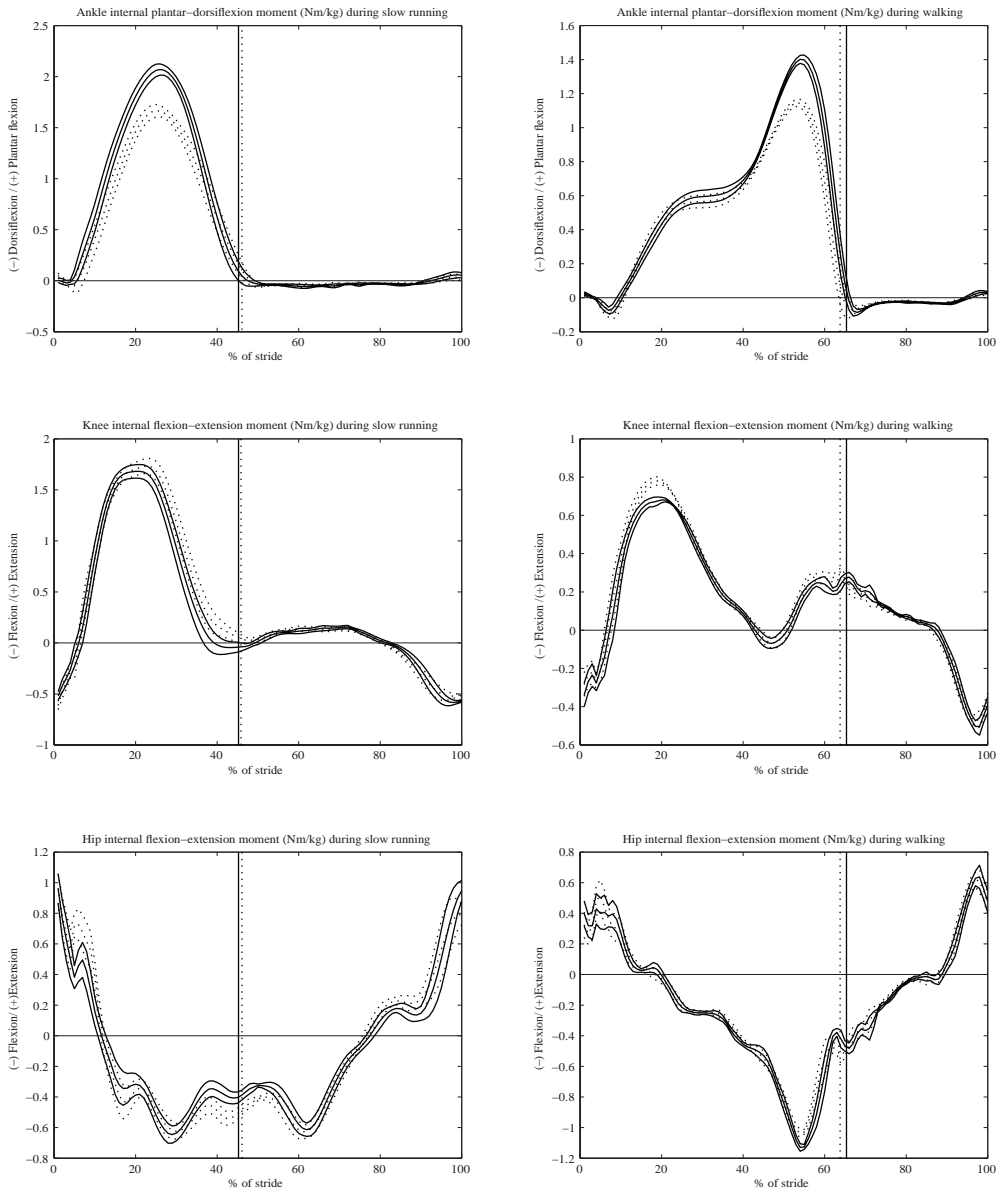 Ankle internal plantar–dorsiflexion moment (Nm/kg) during slow running
2.5
2
1.5
1
0.5
0
−0.5
(−) Dorsiflexion / (+) Plantar flexion
0 20 40 60 80 100
% of stride
Ankle internal plantar–dorsiflexion moment (Nm/kg) during walking
1.6
1.4
1.2
1
0.8
0.6
0.4
0.2
0
−0.2
(−) Dorsiflexion / (+) Plantar flexion
0 20 40 60 80 100
% of stride
Knee internal flexion–extension moment (Nm/kg) during slow running
2
1.5
1
0.5
0
−0.5
−1
(−) Flexion /(+) Extension
0 20 40 60 80 100
% of stride
Knee internal flexion–extension moment (Nm/kg) during walking
1
0.8
0.6
0.4
0.2
0
−0.2
−0.4
−0.6
(−) Flexion /(+) Extension
0 20 40 60 80 100
% of stride
Hip internal flexion–extension moment (Nm/kg) during slow running
1.2
1
0.8
0.6
0.4
0.2
0
−0.2
−0.4
−0.6
−0.8
(−) Flexion/ (+)Extension
0 20 40 60 80 100
% of stride
Hip internal flexion–extension moment (Nm/kg) during walking
0.8
0.6
0.4
0.2
0
−0.2
−0.4
−0.6
−0.8
−1
−1.2
(−) Flexion/ (+)Extension
0 20 40 60 80 100
% of stride